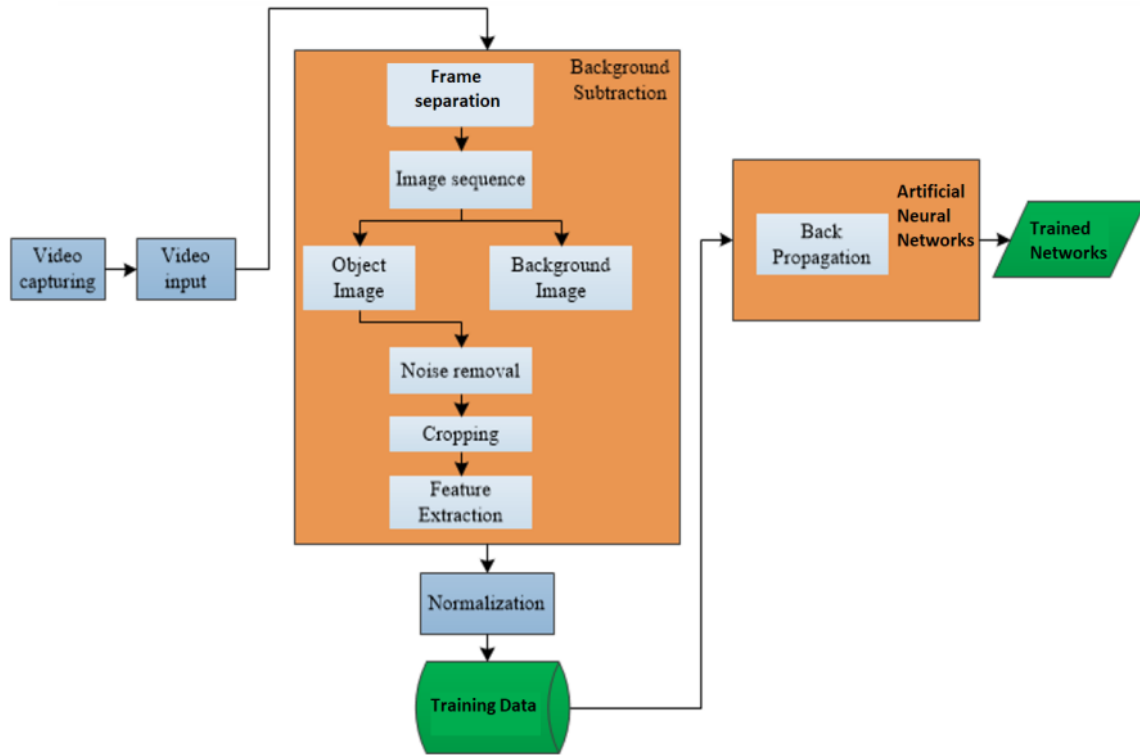 Video
capturing
Video
input
Background
Subtraction
Frame
separation
Image sequence
Object
Image
Background
Image
Noise removal
Cropping
Feature
Extraction
Normalization
Training Data
Artificial
Neural
Networks
Back
Propagation
Trained
Networks